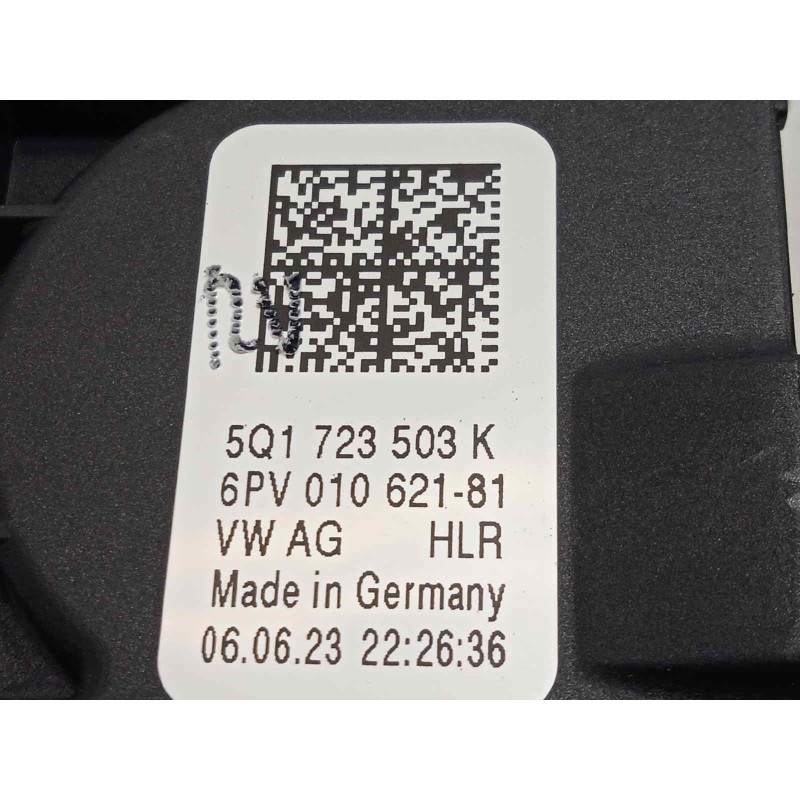 5Q1 723 503 K
6PV 010 621-81
VW AG HLR
Made in Germany
06.06.23 22:26:36